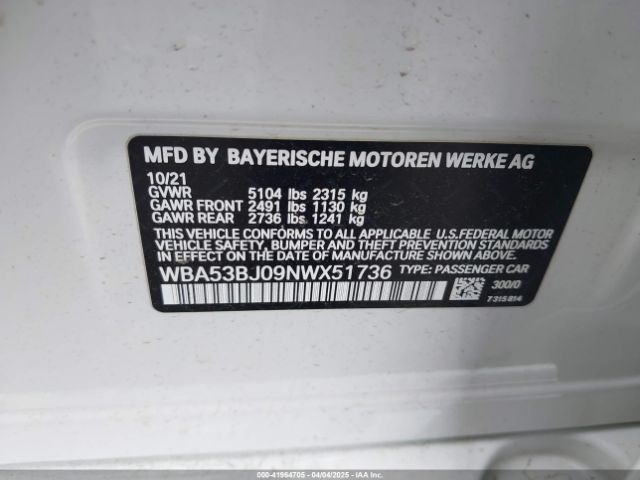 MFD BY BAYERISCHE MOTOREN WERKE AG
10/21
GVWR 5104 lbs 2315 kg
GAWR FRONT 2491 lbs 1130 kg
GAWR REAR 2736 lbs 1241 kg
THIS VEHICLE CONFORMS TO ALL APPLICABLE U.S.FEDERAL MOTOR
VEHICLE SAFETY, BUMPER, AND THEFT PREVENTION STANDARDS
IN EFFECT ON THE DATE OF MANUFACTURE SHOWN ABOVE.
WBA53BJ09NWX51736 TYPE: PASSENGER CAR
300/0
7315814
000-41964705 - 04/04/2025 - IAAI.COM